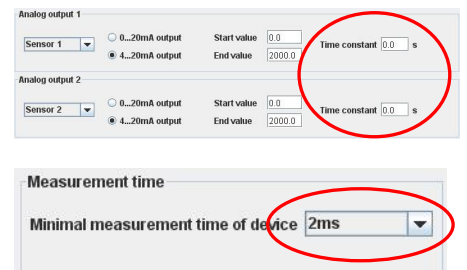 Analog output 1
Sensor 1 0...20mA output Start value 0.0 Time constant 0.0 s
4...20mA output End value 2000.0
Analog output 2
Sensor 2 0...20mA output Start value 0.0 Time constant 0.0 s
4...20mA output End value 2000.0
Measurement time
Minimal measurement time of device 2ms